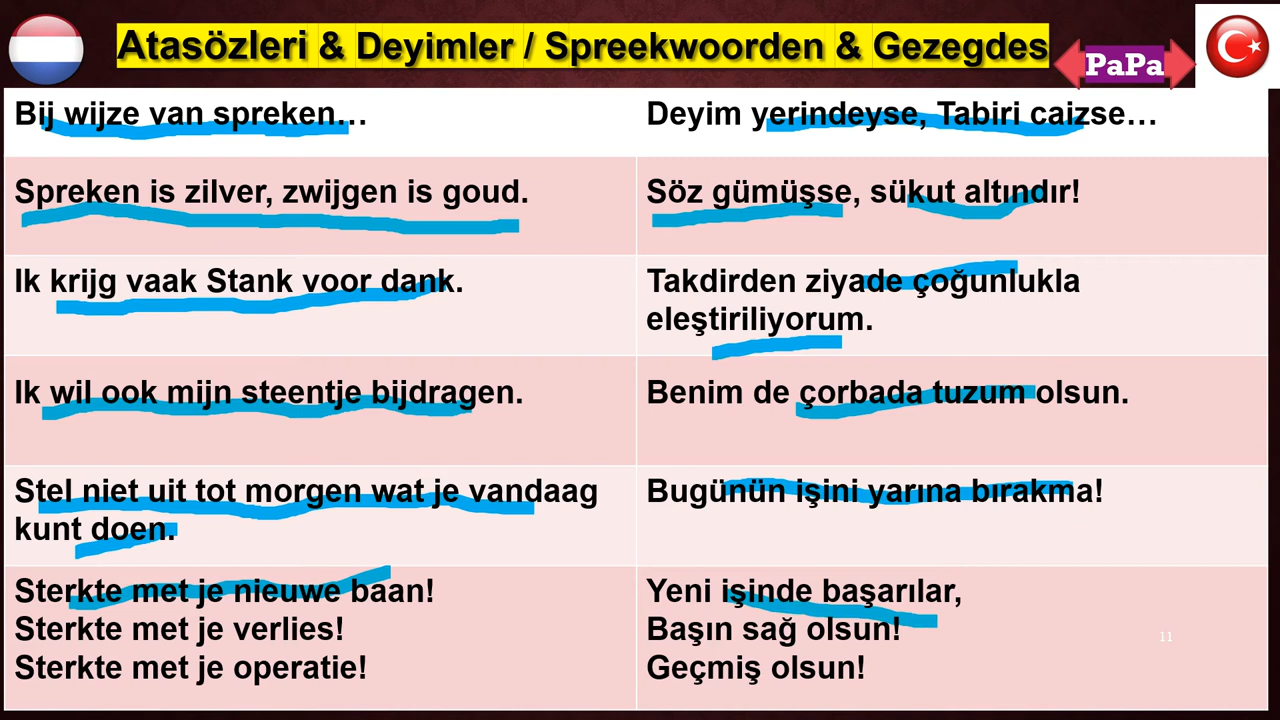 Atasözleri & Deyimler / Spreekwoorden & Gezegdes
PaPa
Bij wijze van spreken…
Deyim yerindeyse, Tabiri caizse…
Spreken is zilver, zwijgen is goud.
Söz gümüşse, sükut altındır!
Ik krijg vaak Stank voor dank.
Takdirden ziyade çoğunlukla
eleştiriliyorum.
Ik wil ook mijn steentje bijdragen.
Benim de çorbada tuzum olsun.
Stel niet uit tot morgen wat je vandaag
kunt doen.
Bugünün işini yarına bırakma!
Sterkte met je nieuwe baan!
Sterkte met je verlies!
Sterkte met je operatie!
Yeni işinde başarılar,
Başın sağ olsun!
Geçmiş olsun!
11